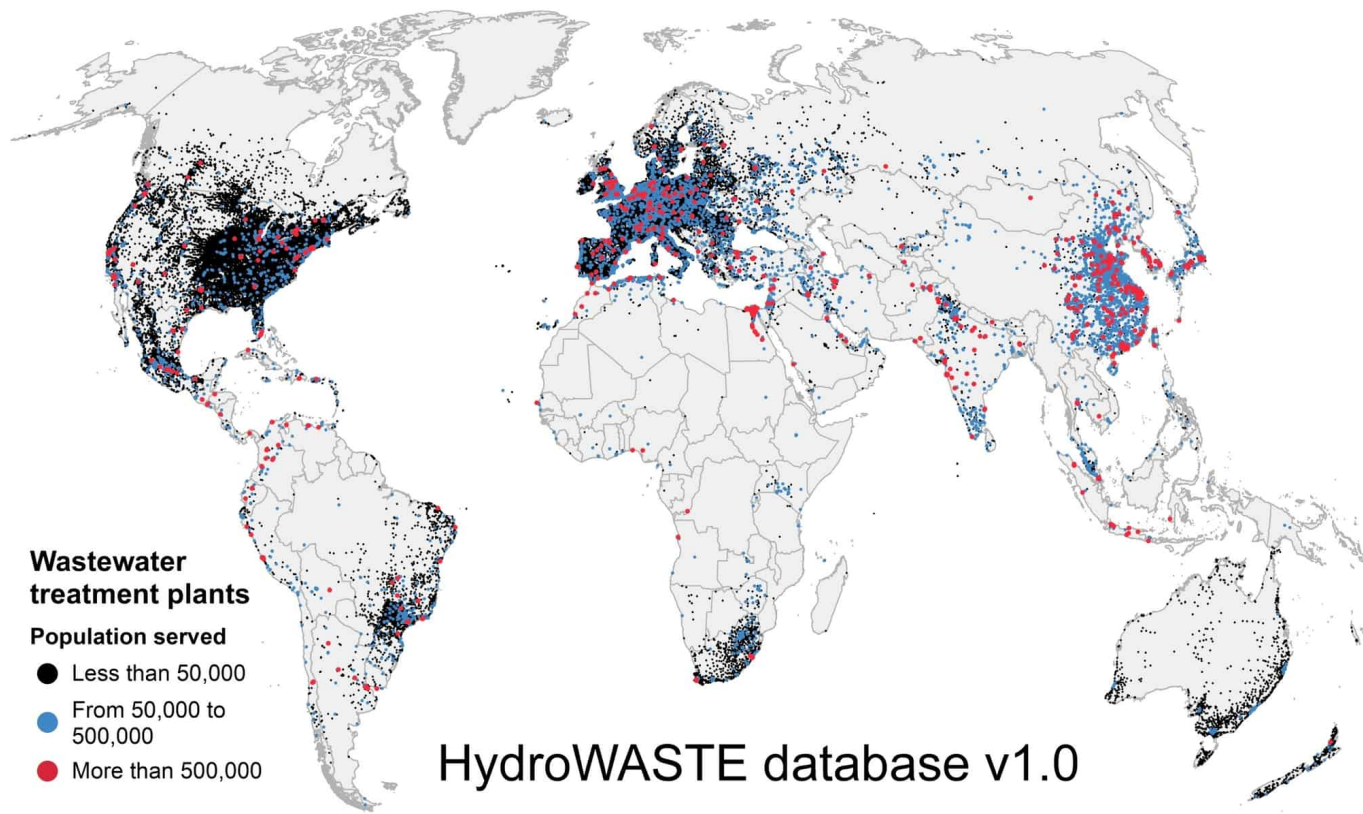 Wastewater
treatment plants
Population served
Less than 50,000
From 50,000 to
500,000
More than 500,000
HydroWASTE database v1.0